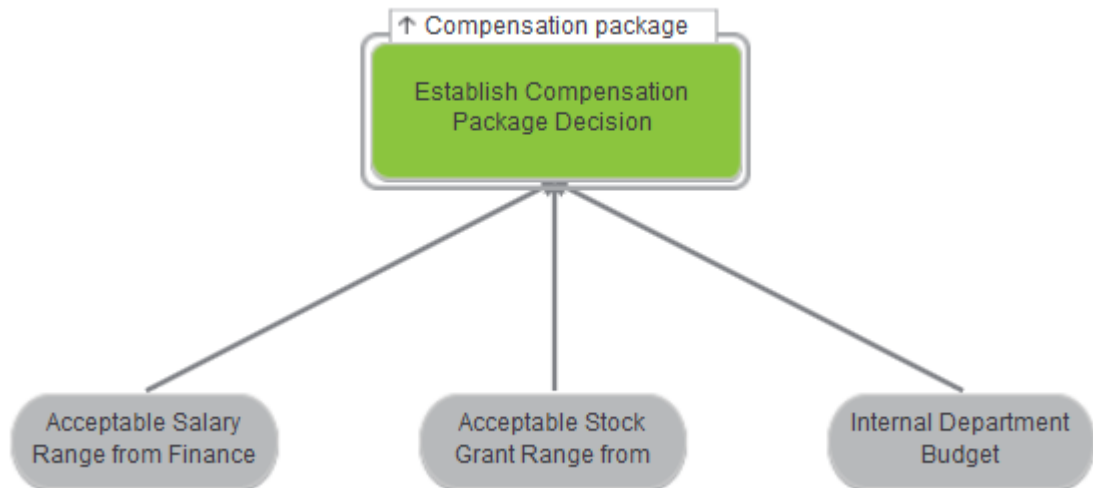 ↑ Compensation package
Establish Compensation
Package Decision
Acceptable Salary
Range from Finance
Acceptable Stock
Grant Range from
Internal Department
Budget